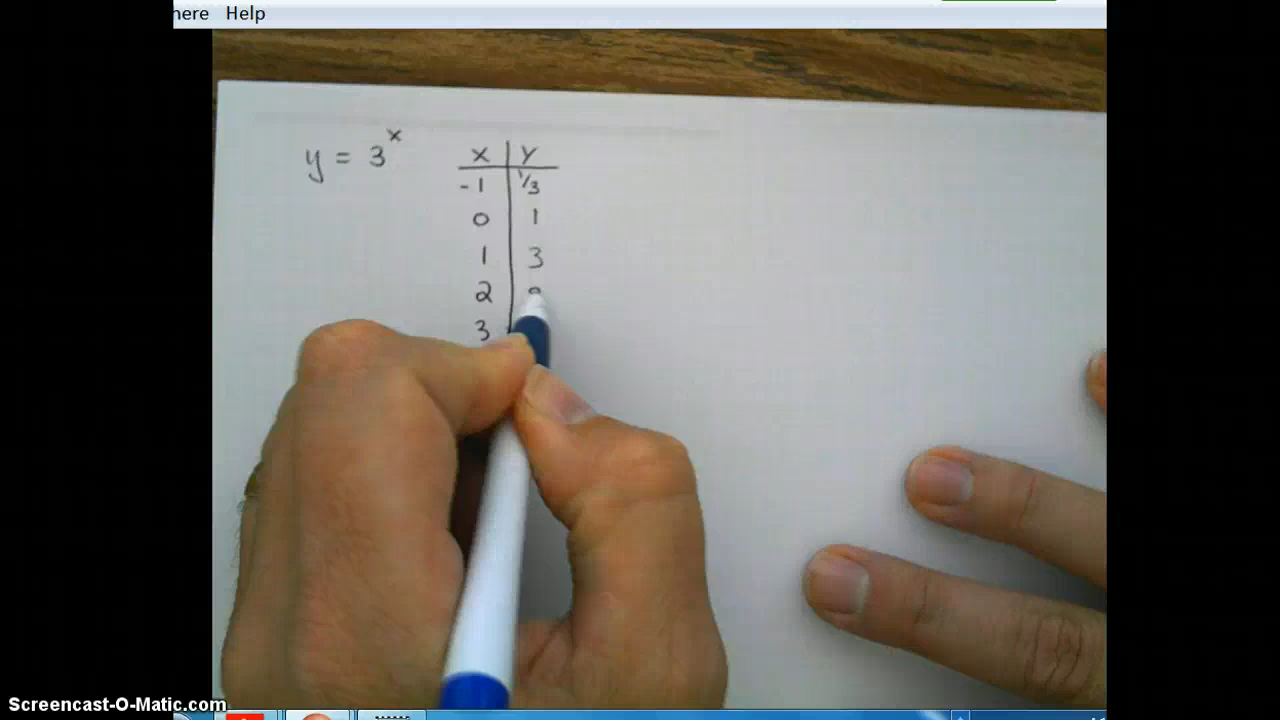 here Help
y = 3^x
X | Y
-1 | 1/3
0 | 1
1 | 3
2
3
Screencast-O-Matic.com